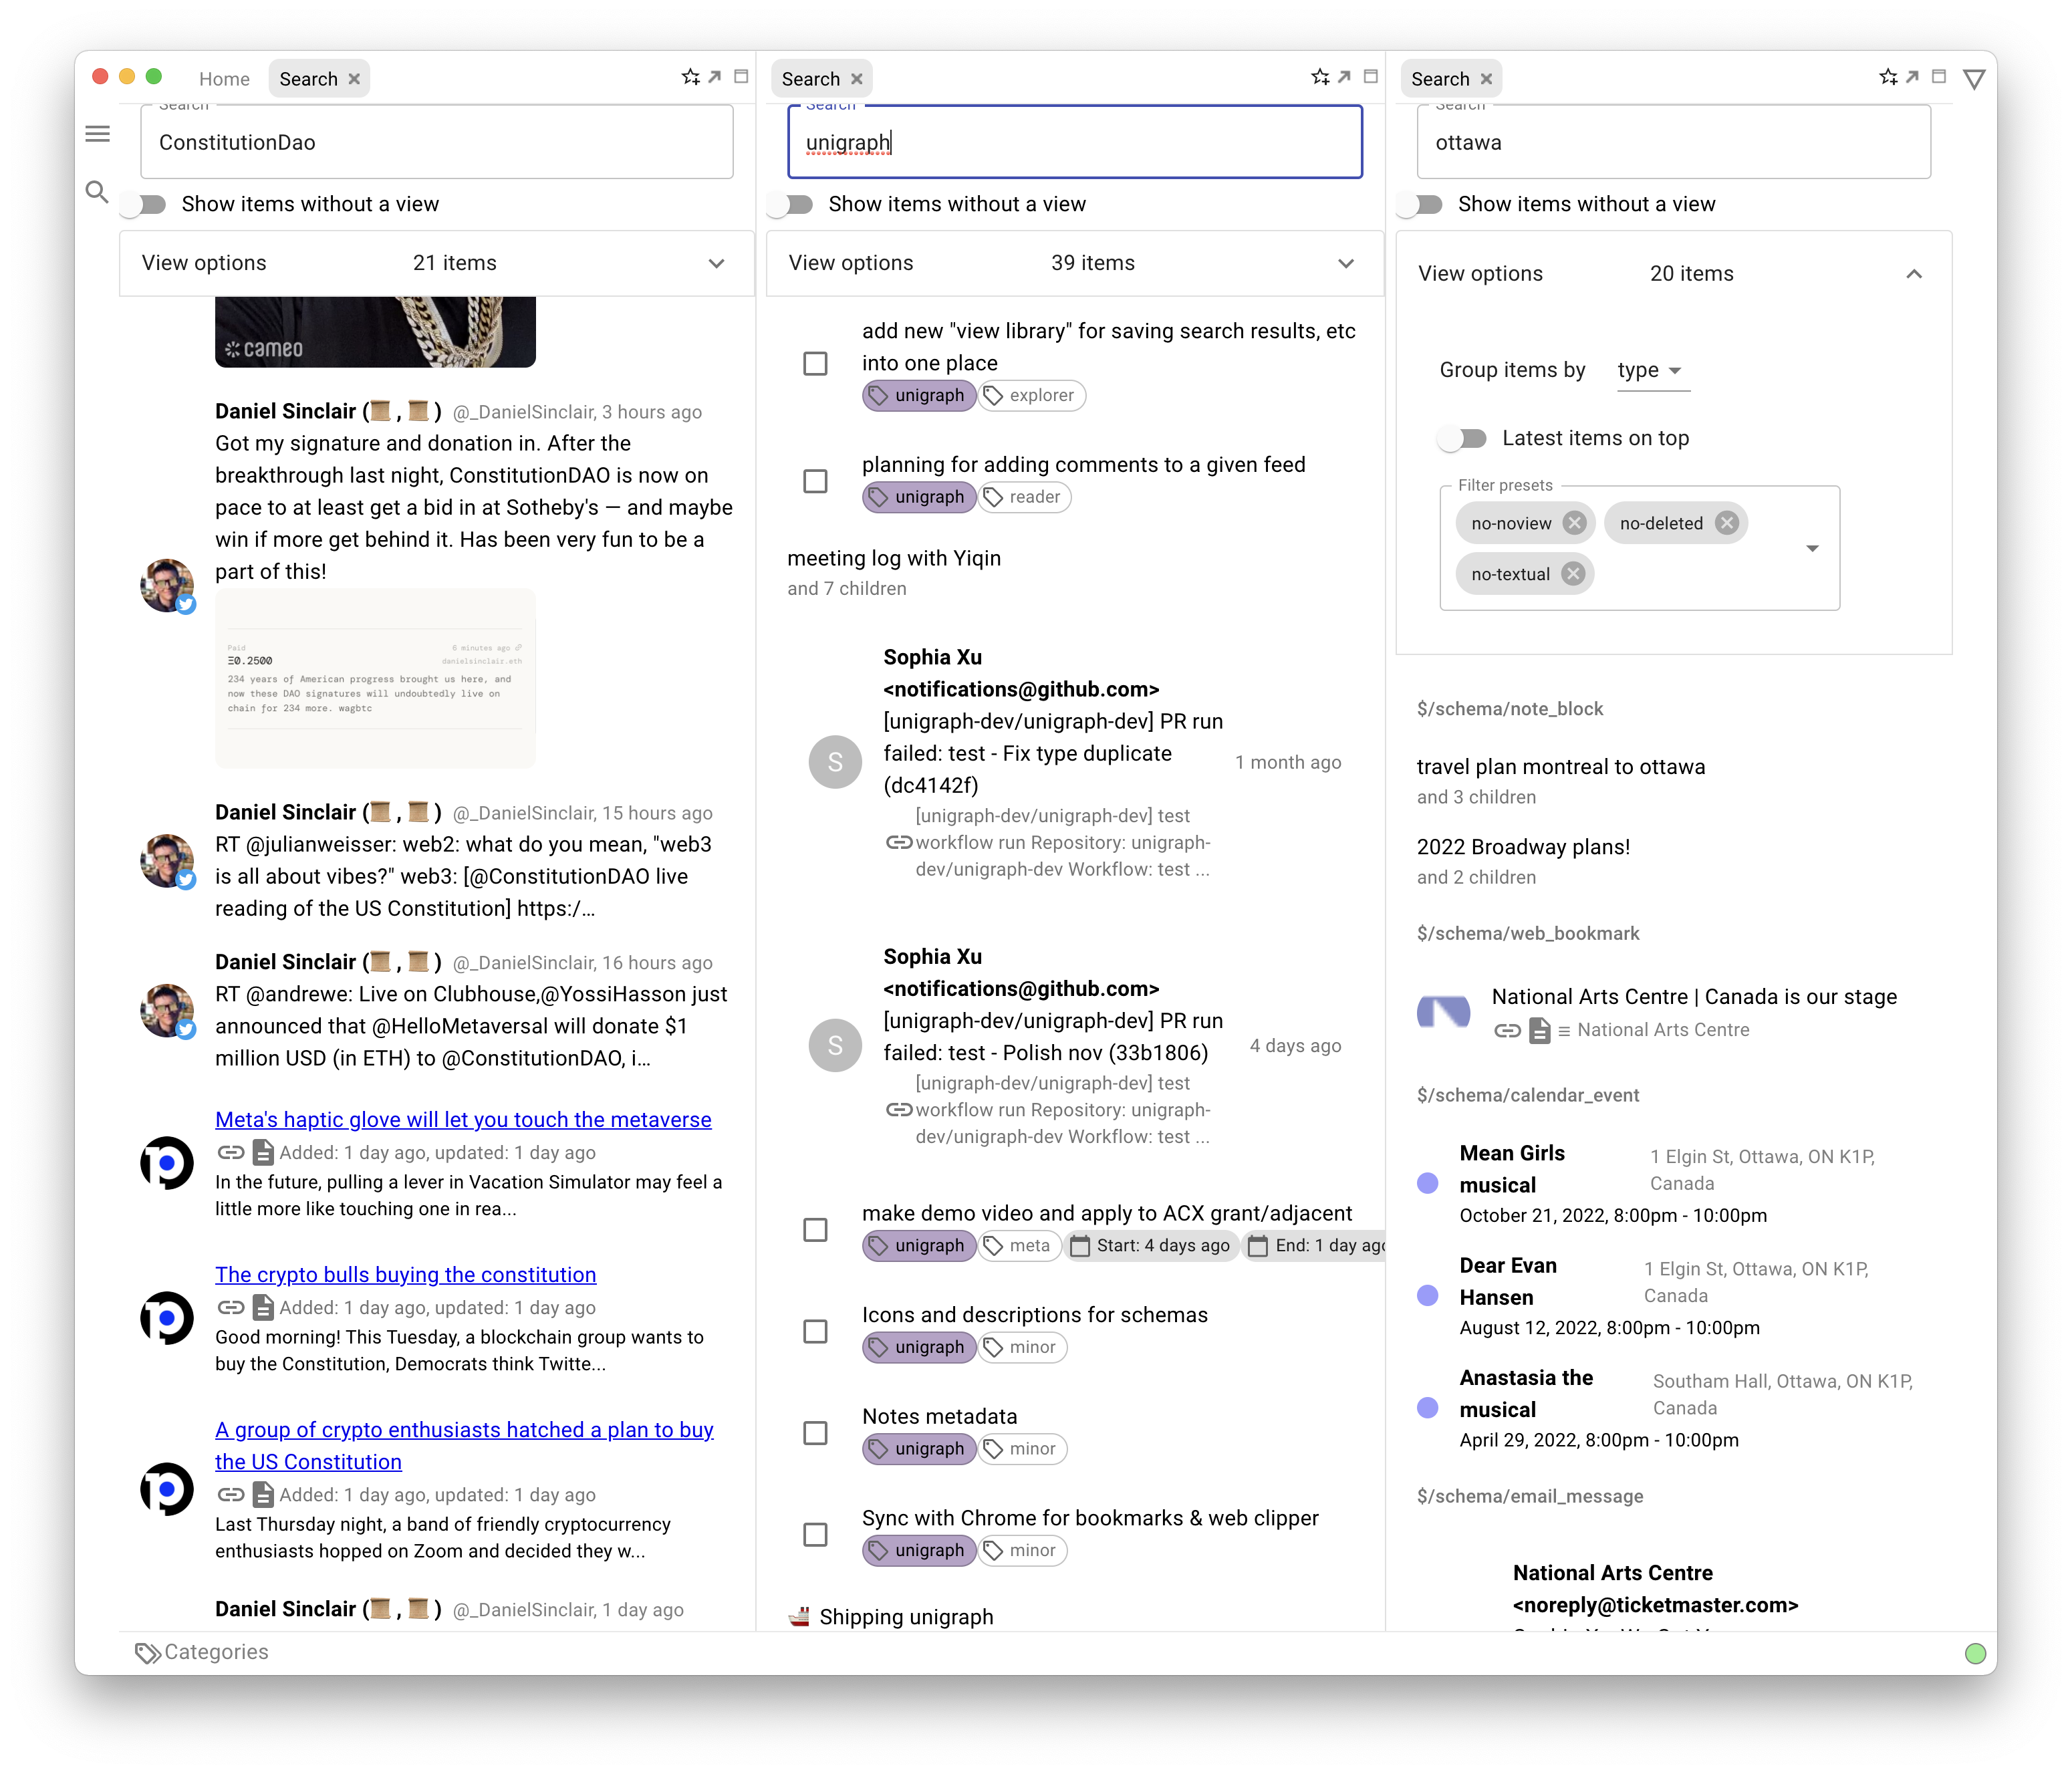 Home
Search
Search
ConstitutionDao
Show items without a view
View options
21 items
cameo
Daniel Sinclair (📜, 📜) @_DanielSinclair, 3 hours ago
Got my signature and donation in. After the
breakthrough last night, ConstitutionDAO is now on
pace to at least get a bid in at Sotheby's — and maybe
win if more get behind it. Has been very fun to be a
part of this!
Paid
6 minutes ago
Ξ0.2500
danielsinclair.eth
234 years of American progress brought us here, and
now these DAO signatures will undoubtedly live on
chain for 234 more. wagbtc
Daniel Sinclair (📜, 📜) @_DanielSinclair, 15 hours ago
RT @julianweisser: web2: what do you mean, "web3
is all about vibes?" web3: [@ConstitutionDAO live
reading of the US Constitution] https:/...
Daniel Sinclair (📜, 📜) @_DanielSinclair, 16 hours ago
RT @andrewe: Live on Clubhouse,@YossiHasson just
announced that @HelloMetaversal will donate $1
million USD (in ETH) to @ConstitutionDAO, i...
Meta's haptic glove will let you touch the metaverse
Added: 1 day ago, updated: 1 day ago
In the future, pulling a lever in Vacation Simulator may feel a
little more like touching one in rea...
The crypto bulls buying the constitution
Added: 1 day ago, updated: 1 day ago
Good morning! This Tuesday, a blockchain group wants to
buy the Constitution, Democrats think Twitte...
A group of crypto enthusiasts hatched a plan to buy
the US Constitution
Added: 1 day ago, updated: 1 day ago
Last Thursday night, a band of friendly cryptocurrency
enthusiasts hopped on Zoom and decided they w...
Daniel Sinclair (📜, 📜) @_DanielSinclair, 1 day ago
Categories
Search
Search
unigraph
Show items without a view
View options
39 items
add new "view library" for saving search results, etc
into one place
unigraph
explorer
planning for adding comments to a given feed
unigraph
reader
meeting log with Yiqin
and 7 children
S
Sophia Xu
<notifications@github.com>
[unigraph-dev/unigraph-dev] PR run
failed: test - Fix type duplicate
(dc4142f)
1 month ago
[unigraph-dev/unigraph-dev] test
workflow run Repository: unigraph-
dev/unigraph-dev Workflow: test ...
S
Sophia Xu
<notifications@github.com>
[unigraph-dev/unigraph-dev] PR run
failed: test - Polish nov (33b1806)
4 days ago
[unigraph-dev/unigraph-dev] test
workflow run Repository: unigraph-
dev/unigraph-dev Workflow: test ...
make demo video and apply to ACX grant/adjacent
unigraph
meta
Start: 4 days ago
End: 1 day ago
Icons and descriptions for schemas
unigraph
minor
Notes metadata
unigraph
minor
Sync with Chrome for bookmarks & web clipper
unigraph
minor
🚢 Shipping unigraph
Search
Search
ottawa
Show items without a view
View options
20 items
Group items by
type
Latest items on top
Filter presets
no-noview
no-deleted
no-textual
$/schema/note_block
travel plan montreal to ottawa
and 3 children
2022 Broadway plans!
and 2 children
$/schema/web_bookmark
National Arts Centre | Canada is our stage
National Arts Centre
$/schema/calendar_event
Mean Girls
musical
1 Elgin St, Ottawa, ON K1P,
Canada
October 21, 2022, 8:00pm - 10:00pm
Dear Evan
Hansen
1 Elgin St, Ottawa, ON K1P,
Canada
August 12, 2022, 8:00pm - 10:00pm
Anastasia the
musical
Southam Hall, Ottawa, ON K1P,
Canada
April 29, 2022, 8:00pm - 10:00pm
$/schema/email_message
National Arts Centre
<noreply@ticketmaster.com>